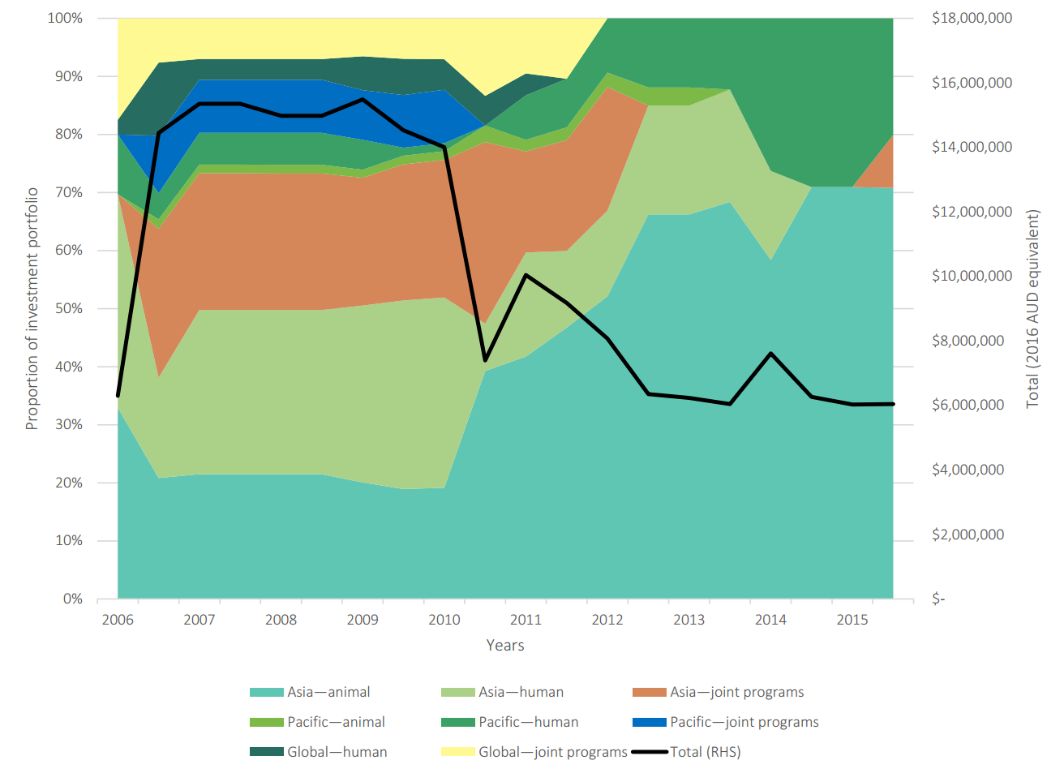 100% $18,000,000
90% $16,000,000
80% $14,000,000
70% $12,000,000
60% $10,000,000
50% $8,000,000
40% $6,000,000
30% $4,000,000
20% $2,000,000
10% $-
0%
Proportion of investment portfolio
Total (2016 AUD equivalent)
2006 2007 2008 2009 2010 2011 2012 2013 2014 2015
Years
Asia—animal Asia—human Asia—joint programs
Pacific—animal Pacific—human Pacific—joint programs
Global—human Global—joint programs Total (RHS)